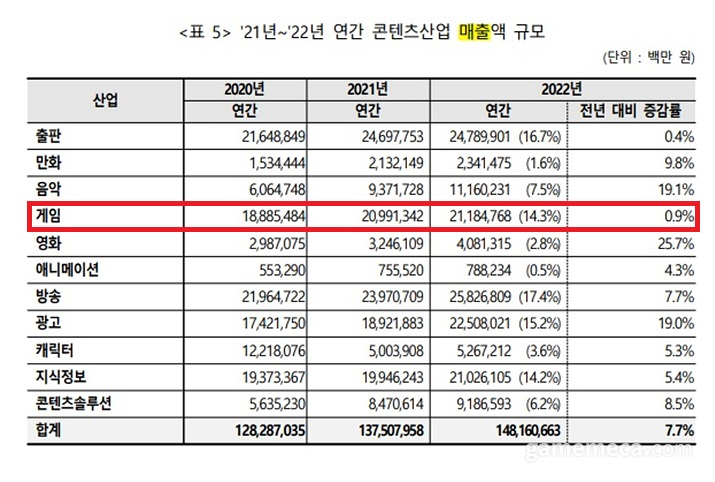 <표 5> '21년~'22년 연간 콘텐츠산업 매출액 규모
(단위 : 백만 원)
산업 2020년 2021년 2022년
연간 연간 연간 전년 대비 증감률
출판 21,648,849 24,697,753 24,789,901 (16.7%) 0.4%
만화 1,534,444 2,132,149 2,341,475 (1.6%) 9.8%
음악 6,064,748 9,371,728 11,160,231 (7.5%) 19.1%
게임 18,885,484 20,991,342 21,184,768 (14.3%) 0.9%
영화 2,987,075 3,246,109 4,081,315 (2.8%) 25.7%
애니메이션 553,290 755,520 788,234 (0.5%) 4.3%
방송 21,964,722 23,970,709 25,826,809 (17.4%) 7.7%
광고 17,421,750 18,921,883 22,508,021 (15.2%) 19.0%
캐릭터 12,218,076 5,003,908 5,267,212 (3.6%) 5.3%
지식정보 19,373,367 19,946,243 21,026,105 (14.2%) 5.4%
콘텐츠솔루션 5,635,230 8,470,614 9,186,593 (6.2%) 8.5%
합계 128,287,035 137,507,958 148,160,663 7.7%
gamemeca.com